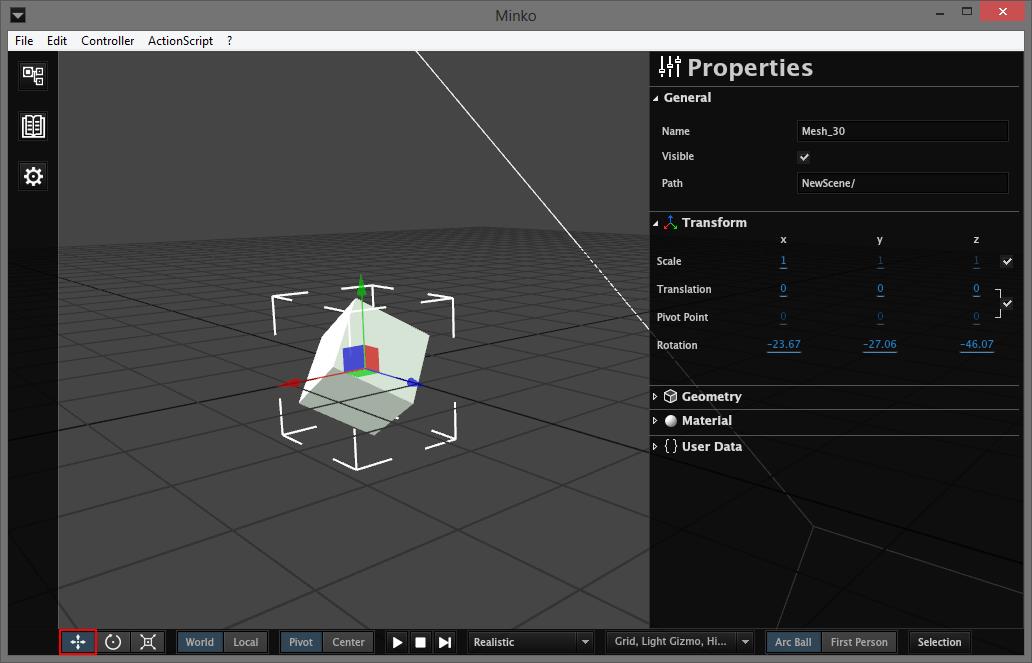 Minko
File Edit Controller ActionScript ?
Properties
General
Name Mesh_30
Visible
Path NewScene/
Transform
x y z
Scale 1 1 1
Translation 0 0 0
Pivot Point 0 0 0
Rotation -23.67 -27.06 -46.07
Geometry
Material
{} User Data
World Local Pivot Center Realistic Grid, Light Gizmo, Hi... Arc Ball First Person Selection